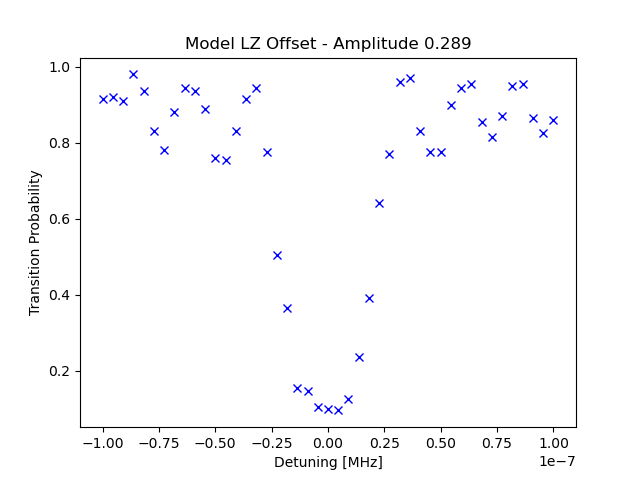 Model LZ Offset - Amplitude 0.289
Transition Probability
1.0
0.8
0.6
0.4
0.2
−1.00 −0.75 −0.50 −0.25 0.00 0.25 0.50 0.75 1.00
1e−7
Detuning [MHz]